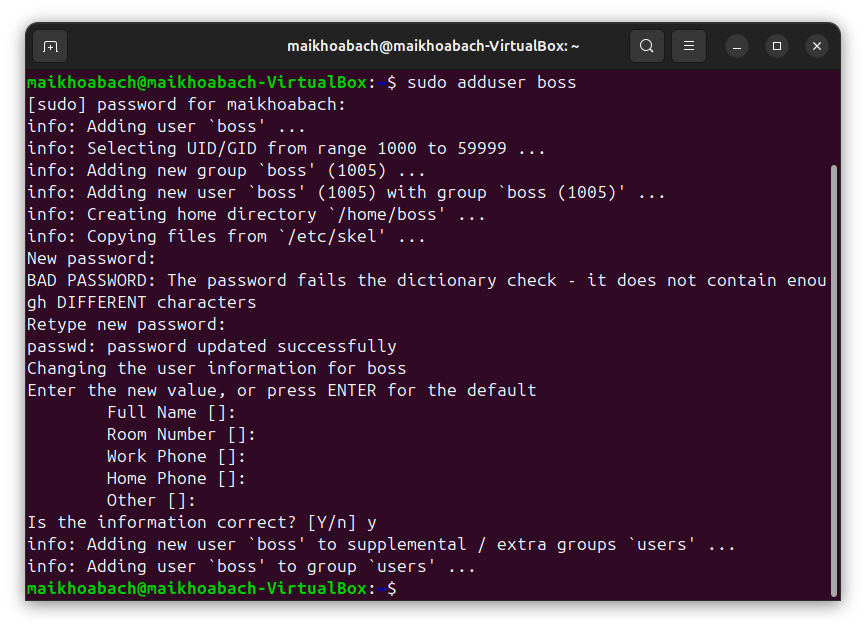 maikhoabach@maikhoabach-VirtualBox: ~
maikhoabach@maikhoabach-VirtualBox:~$ sudo adduser boss
[sudo] password for maikhoabach:
info: Adding user `boss' ...
info: Selecting UID/GID from range 1000 to 59999 ...
info: Adding new group `boss' (1005) ...
info: Adding new user `boss' (1005) with group `boss (1005)' ...
info: Creating home directory `/home/boss' ...
info: Copying files from `/etc/skel' ...
New password:
BAD PASSWORD: The password fails the dictionary check - it does not contain enou
gh DIFFERENT characters
Retype new password:
passwd: password updated successfully
Changing the user information for boss
Enter the new value, or press ENTER for the default
        Full Name []:
        Room Number []:
        Work Phone []:
        Home Phone []:
        Other []:
Is the information correct? [Y/n] y
info: Adding new user `boss' to supplemental / extra groups `users' ...
info: Adding user `boss' to group `users' ...
maikhoabach@maikhoabach-VirtualBox:~$